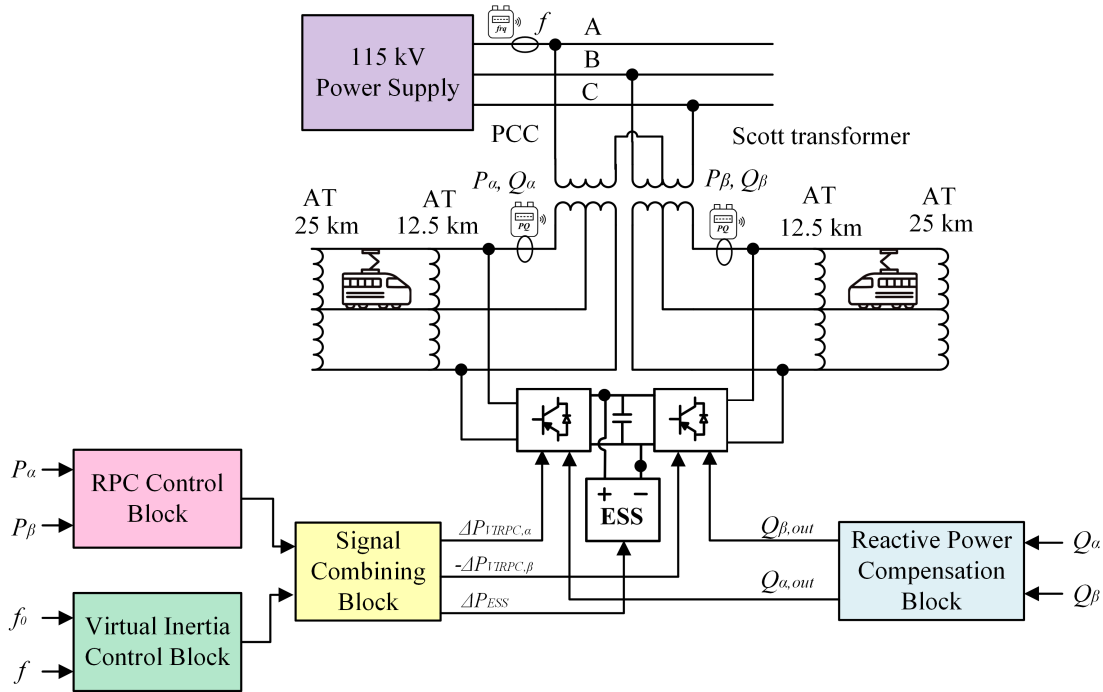 frq
f
A
115 kV
Power Supply
B
C
PCC
Scott transformer
Pα, Qα
Pβ, Qβ
AT
25 km
AT
12.5 km
PQ
PQ
AT
12.5 km
AT
25 km
Pα
Pβ
RPC Control
Block
+ −
ESS
Signal
Combining
Block
ΔPVIRPC,α
-ΔPVIRPC,β
ΔPESS
Qβ,out
Qα,out
Reactive Power
Compensation
Block
Qα
Qβ
f0
f
Virtual Inertia
Control Block